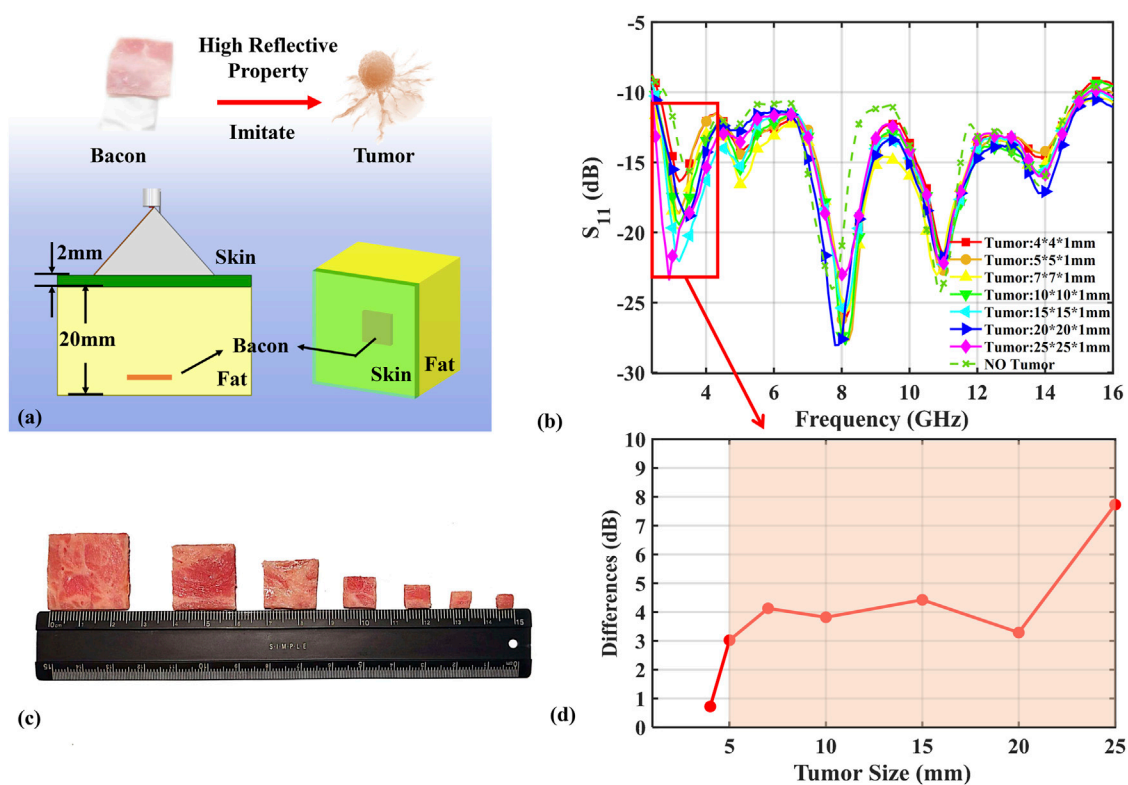 High Reflective
Property
Imitate
Bacon
Tumor
2mm
Skin
20mm
Bacon
Fat
Skin
Fat
(a)
-5
-10
-15
-20
-25
-30
S11 (dB)
4 6 8 10 12 14 16
Frequency (GHz)
Tumor:4*4*1mm
Tumor:5*5*1mm
Tumor:7*7*1mm
Tumor:10*10*1mm
Tumor:15*15*1mm
Tumor:20*20*1mm
Tumor:25*25*1mm
NO Tumor
(b)
SIMPLE
(c)
10
9
8
7
6
5
4
3
2
1
0
Differences (dB)
5 10 15 20 25
Tumor Size (mm)
(d)